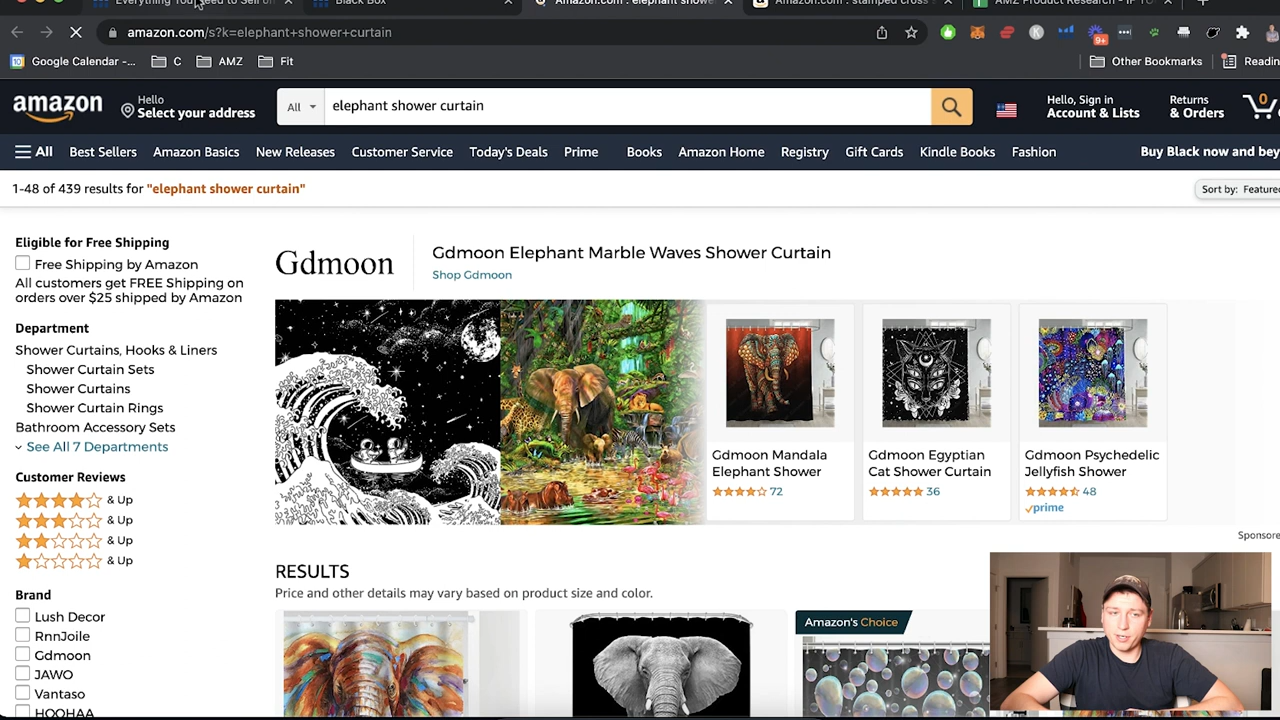 Everything You Need to Sell on
Black Box
Amazon.com : elephant showe
Amazon.com : stamped cross s
AMZ Product Research - IP T
amazon.com/s?k=elephant+shower+curtain
9+
Google Calendar -...
C
AMZ
Fit
Other Bookmarks
Readin
amazon
Hello
Select your address
All
elephant shower curtain
Hello, Sign in
Account & Lists
Returns
& Orders
0
All
Best Sellers
Amazon Basics
New Releases
Customer Service
Today's Deals
Prime
Books
Amazon Home
Registry
Gift Cards
Kindle Books
Fashion
Buy Black now and bey
1-48 of 439 results for "elephant shower curtain"
Sort by: Feature
Eligible for Free Shipping
Free Shipping by Amazon
All customers get FREE Shipping on
orders over $25 shipped by Amazon
Department
Shower Curtains, Hooks & Liners
Shower Curtain Sets
Shower Curtains
Shower Curtain Rings
Bathroom Accessory Sets
See All 7 Departments
Customer Reviews
& Up
& Up
& Up
& Up
Brand
Lush Decor
RnnJoile
Gdmoon
JAWO
Vantaso
HOOHAA
Gdmoon
Gdmoon Elephant Marble Waves Shower Curtain
Shop Gdmoon
Gdmoon Mandala
Elephant Shower
72
Gdmoon Egyptian
Cat Shower Curtain
36
Gdmoon Psychedelic
Jellyfish Shower
48
prime
Sponsore
RESULTS
Price and other details may vary based on product size and color.
Amazon's Choice